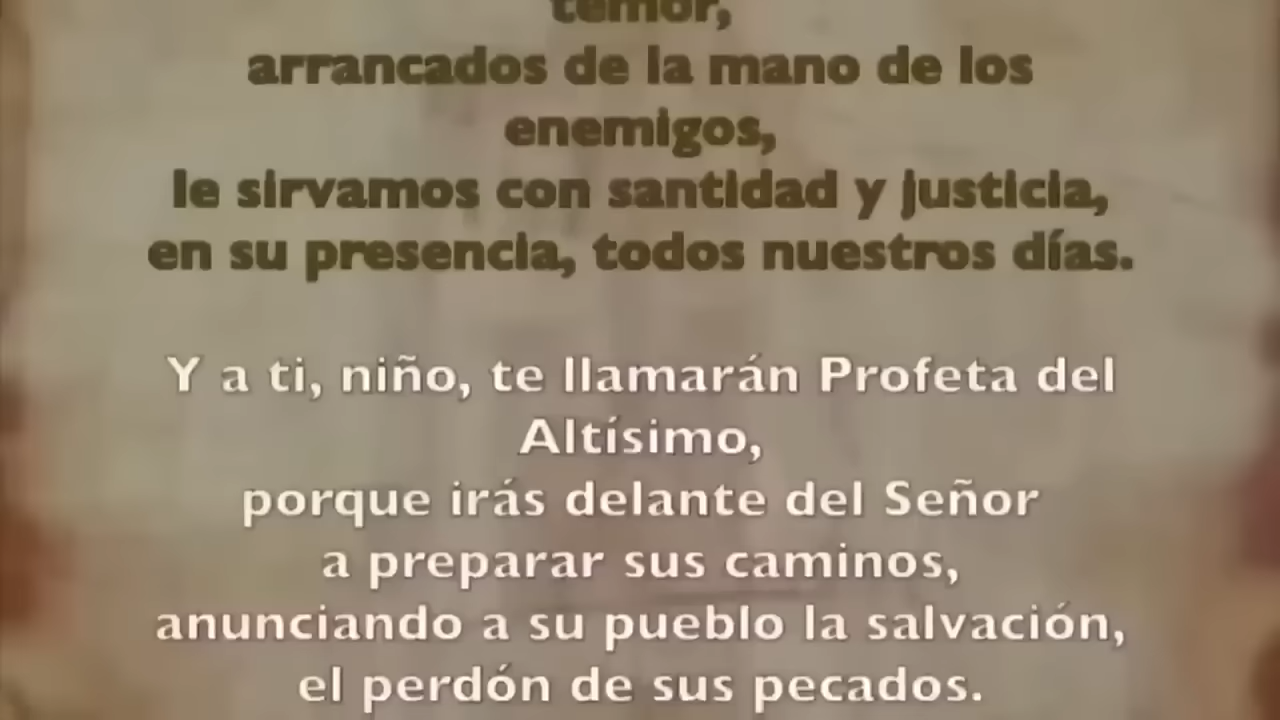 temor,
arrancados de la mano de los
enemigos,
le sirvamos con santidad y justicia,
en su presencia, todos nuestros días.
Y a ti, niño, te llamarán Profeta del
Altísimo,
porque irás delante del Señor
a preparar sus caminos,
anunciando a su pueblo la salvación,
el perdón de sus pecados.